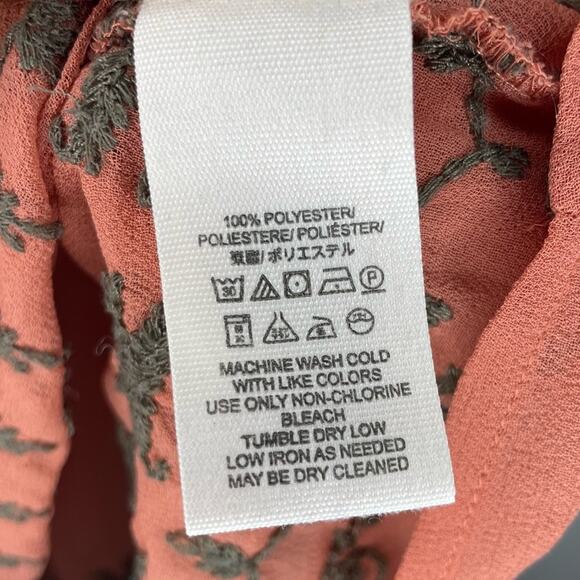 100% POLYESTER/
POLIESTERE/ POLIÉSTER/
聚酯/ポリエステル
30 P
MACHINE WASH COLD
WITH LIKE COLORS
USE ONLY NON-CHLORINE
BLEACH
TUMBLE DRY LOW
LOW IRON AS NEEDED
MAY BE DRY CLEANED